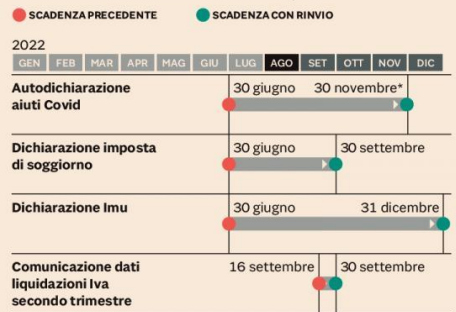 SCADENZA PRECEDENTE SCADENZA CON RINVIO
2022
GEN FEB MAR APR MAG GIU LUG AGO SET OTT NOV DIC
Autodichiarazione
aiuti Covid
30 giugno 30 novembre*
Dichiarazione imposta
di soggiorno
30 giugno 30 settembre
Dichiarazione Imu
30 giugno 31 dicembre
Comunicazione dati
liquidazioni Iva
secondo trimestre
16 settembre 30 settembre